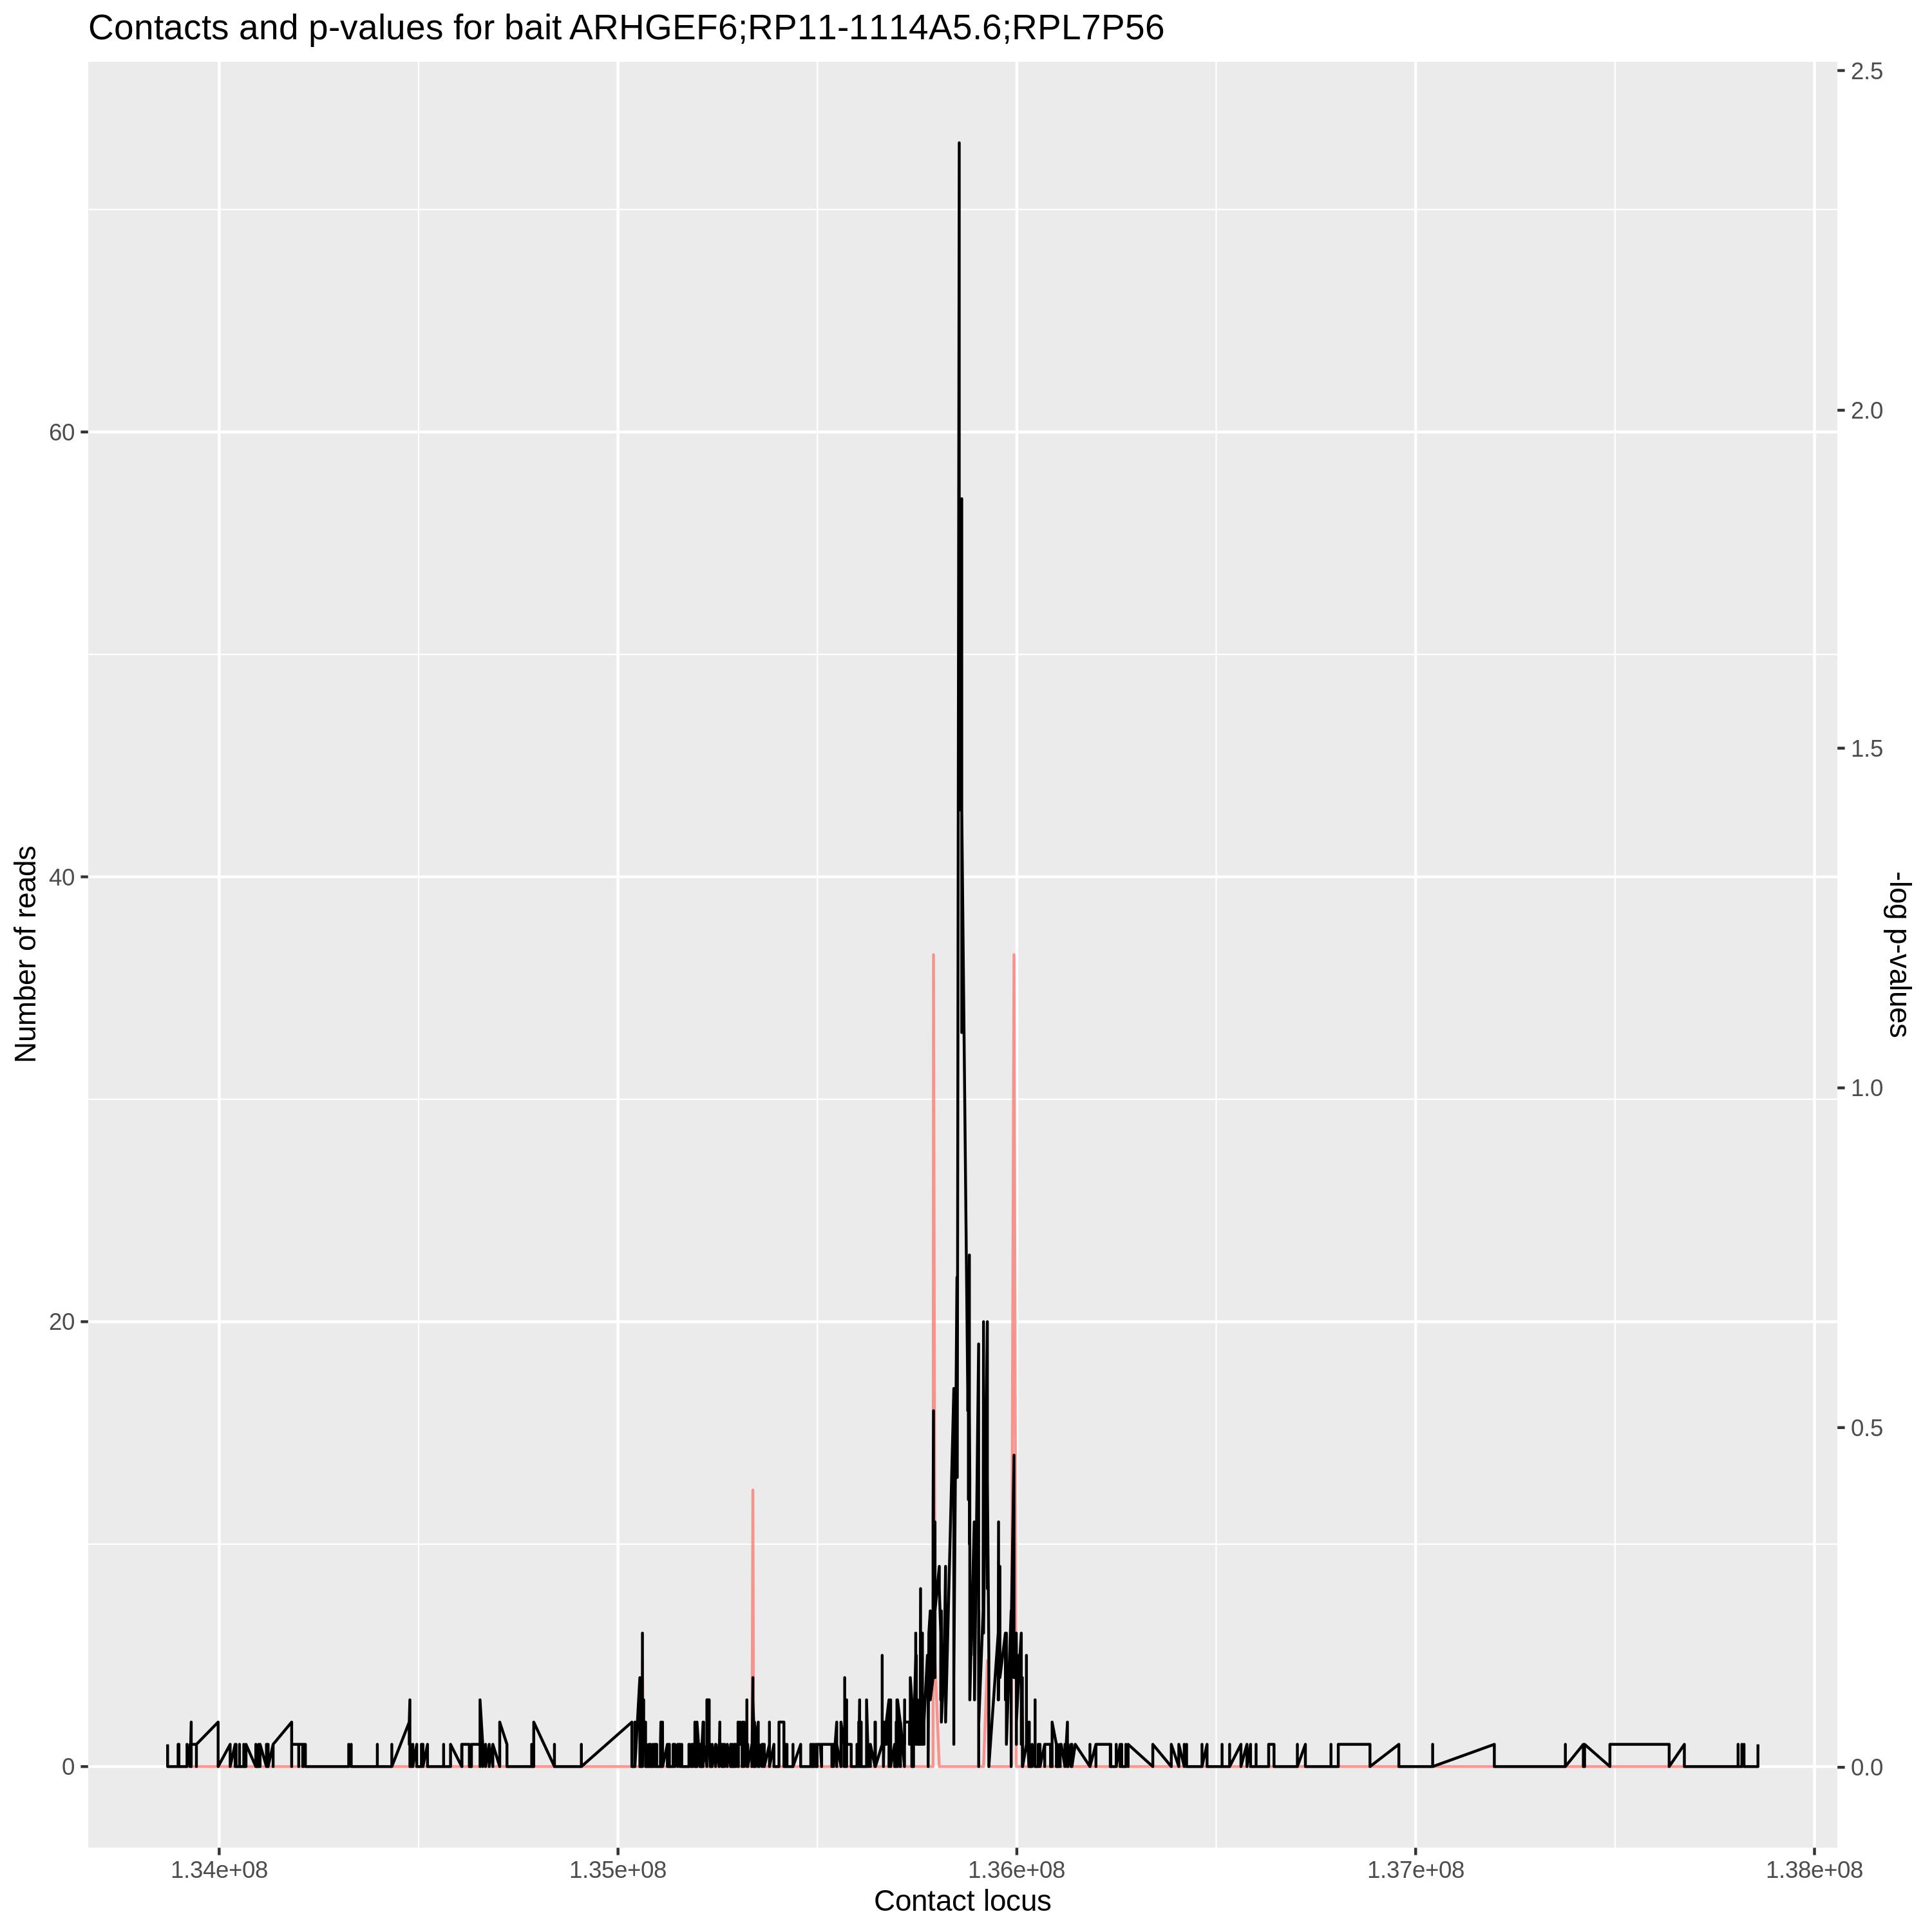 Contacts and p-values for bait ARHGEF6;RP11-1114A5.6;RPL7P56
Number of reads
60
40
20
0
2.5
2.0
1.5
1.0
0.5
0.0
-log p-values
1.34e+08 1.35e+08 1.36e+08 1.37e+08 1.38e+08
Contact locus